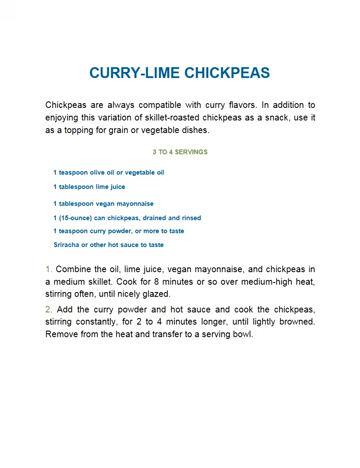 CURRY-LIME CHICKPEAS
Chickpeas are always compatible with curry flavors. In addition to
enjoying this variation of skillet-roasted chickpeas as a snack, use it
as a topping for grain or vegetable dishes.
3 TO 4 SERVINGS
1 teaspoon olive oil or vegetable oil
1 tablespoon lime juice
1 tablespoon vegan mayonnaise
1 (15-ounce) can chickpeas, drained and rinsed
1 teaspoon curry powder, or more to taste
Sriracha or other hot sauce to taste
1. Combine the oil, lime juice, vegan mayonnaise, and chickpeas in
a medium skillet. Cook for 8 minutes or so over medium-high heat,
stirring often, until nicely glazed.
2. Add the curry powder and hot sauce and cook the chickpeas,
stirring constantly, for 2 to 4 minutes longer, until lightly browned.
Remove from the heat and transfer to a serving bowl.